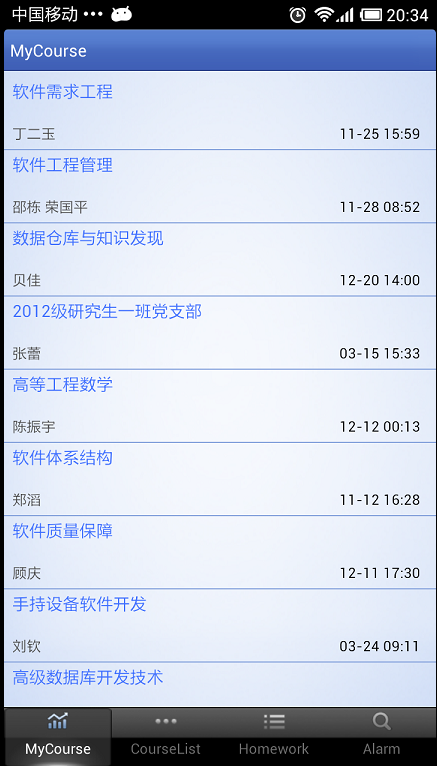 中国移动 ••• 20:34
MyCourse
软件需求工程
丁二玉 11-25 15:59
软件工程管理
邵栋 荣国平 11-28 08:52
数据仓库与知识发现
贝佳 12-20 14:00
2012级研究生一班党支部
张蕾 03-15 15:33
高等工程数学
陈振宇 12-12 00:13
软件体系结构
郑滔 11-12 16:28
软件质量保障
顾庆 12-11 17:30
手持设备软件开发
刘钦 03-24 09:11
高级数据库开发技术
MyCourse CourseList Homework Alarm